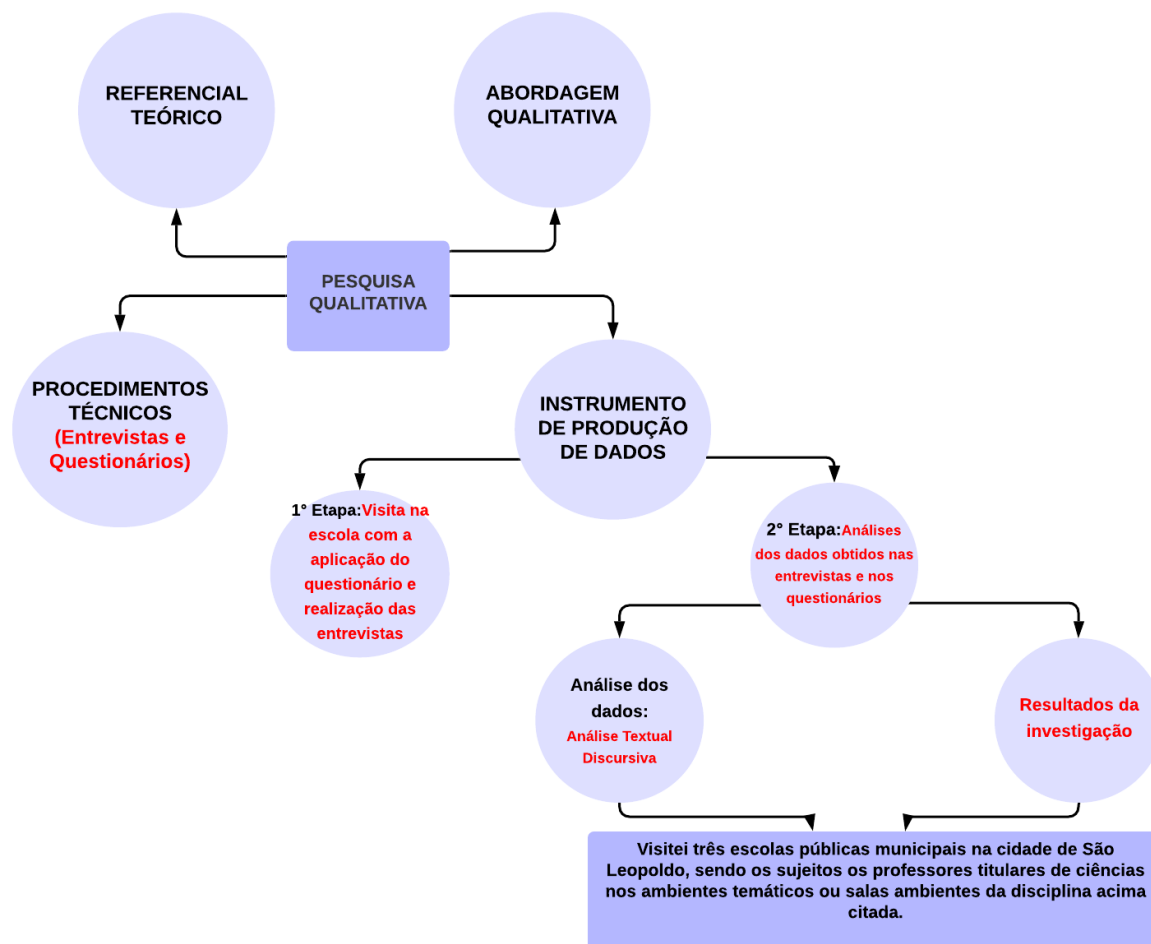 REFERENCIAL
TEÓRICO
ABORDAGEM
QUALITATIVA
PESQUISA
QUALITATIVA
PROCEDIMENTOS
TÉCNICOS
(Entrevistas e
Questionários)
INSTRUMENTO
DE PRODUÇÃO
DE DADOS
1° Etapa:Visita na
escola com a
aplicação do
questionário e
realização das
entrevistas
2° Etapa:Análises
dos dados obtidos nas
entrevistas e nos
questionários
Análise dos
dados:
Análise Textual
Discursiva
Resultados da
investigação
Visitei três escolas públicas municipais na cidade de São
Leopoldo, sendo os sujeitos os professores titulares de ciências
nos ambientes temáticos ou salas ambientes da disciplina acima
citada.